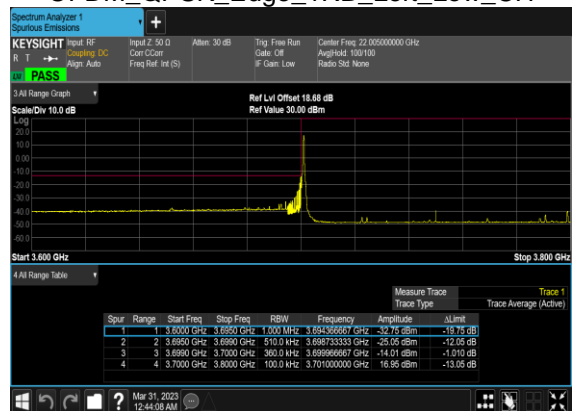 Spectrum Analyzer 1
Spurious Emissions
+
KEYSIGHT Input: RF Input Z: 50 Ω Atten: 30 dB Trig: Free Run Center Freq: 22.005000000 GHz
R T Coupling: DC Corr CCorr Gate: Off Avg|Hold: 100/100
Align: Auto Freq Ref: Int (S) IF Gain: Low Radio Std: None
LW PASS
3 All Range Graph
Ref Lvl Offset 18.68 dB
Scale/Div 10.0 dB Ref Value 30.00 dBm
Log
20.0
10.0
0.00
-10.0
-20.0
-30.0
-40.0
-50.0
-60.0
Start 3.600 GHz Stop 3.800 GHz
4 All Range Table
Measure Trace Trace 1
Trace Type Trace Average (Active)
Spur Range Start Freq Stop Freq RBW Frequency Amplitude ΔLimit
1 1 3.6000 GHz 3.6950 GHz 1.000 MHz 3.694366667 GHz -32.75 dBm -19.75 dB
2 2 3.6950 GHz 3.6990 GHz 510.0 kHz 3.698733333 GHz -25.05 dBm -12.05 dB
3 3 3.6990 GHz 3.7000 GHz 360.0 kHz 3.699966667 GHz -14.01 dBm -1.010 dB
4 4 3.7000 GHz 3.8000 GHz 100.0 kHz 3.701000000 GHz 16.95 dBm -13.05 dB
? Mar 31, 2023
12:44:08 AM